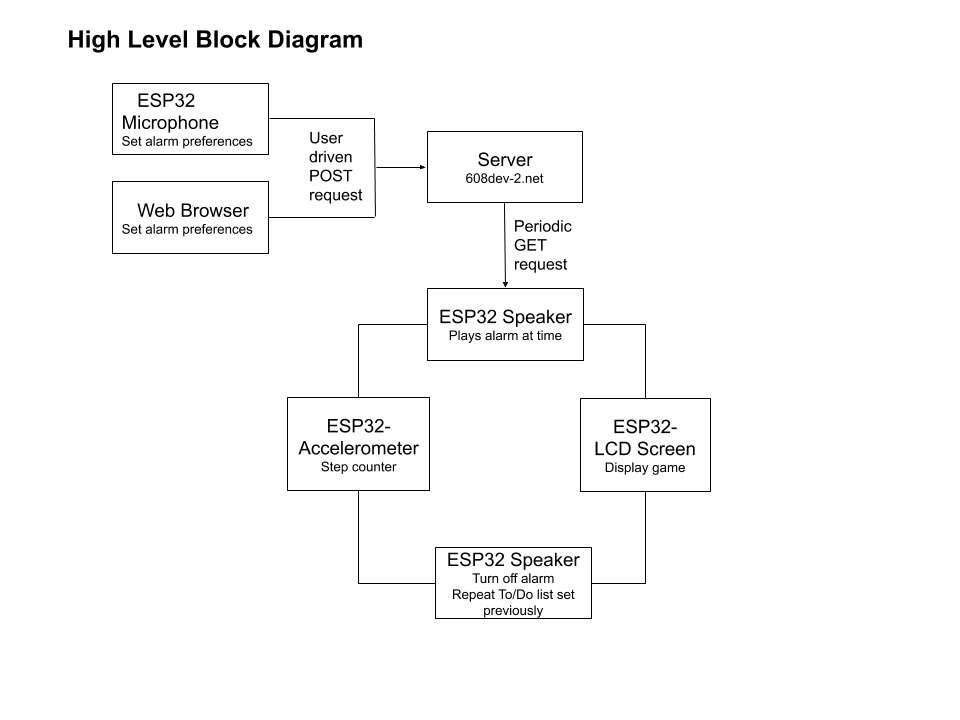 High Level Block Diagram
ESP32
Microphone
Set alarm preferences
User
driven
POST
request
Web Browser
Set alarm preferences
Server
608dev-2.net
Periodic
GET
request
ESP32 Speaker
Plays alarm at time
ESP32-
Accelerometer
Step counter
ESP32-
LCD Screen
Display game
ESP32 Speaker
Turn off alarm
Repeat To/Do list set
previously